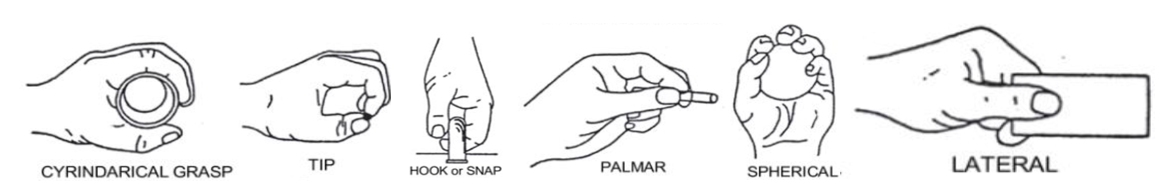 CYRINDARICAL GRASP
TIP
HOOK or SNAP
PALMAR
SPHERICAL
LATERAL